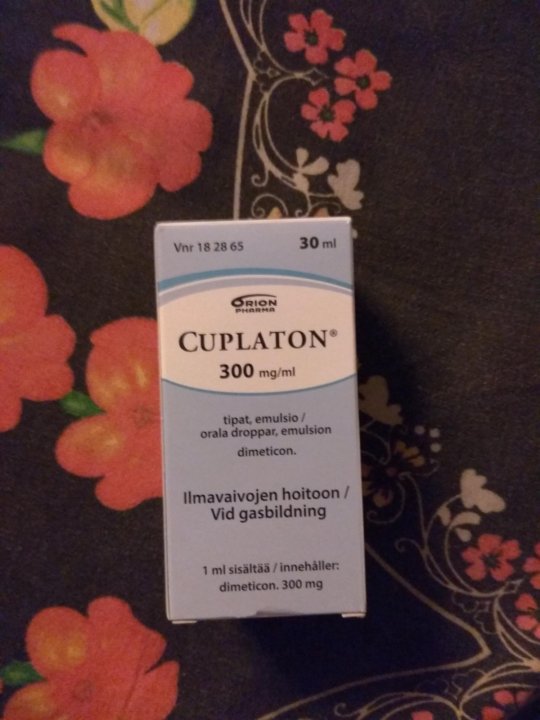 Vnr 18 28 65
30 ml
ORION
PHARMA
CUPLATON®
300 mg/ml
tipat, emulsio /
orala droppar, emulsion
dimeticon.
Ilmavaivojen hoitoon /
Vid gasbildning
1 ml sisältää / innehåller:
dimeticon. 300 mg